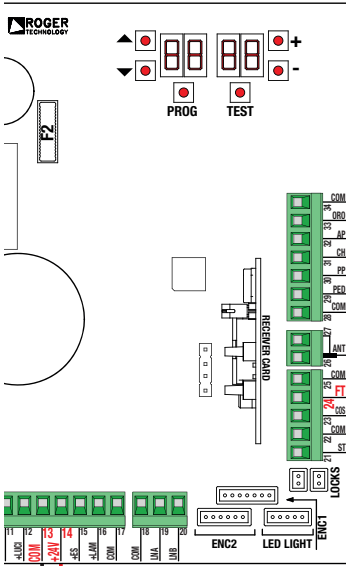 ROGER
TECHNOLOGY
+
-
88 88
PROG
TEST
F2
COM
34
ORO
33
AP
32
CH
31
PP
30
PED
29
COM
28
27
ANT
26
COM
25
FT
24
COS
23
COM
22
ST
21
RECEIVER CARD
LOCKS
ENC1
ENC2
LED LIGHT
11 12 13 14 15 16 17
+LUCI COM +24V +ES +LAM COM
18 19 20
COM LNA LNB